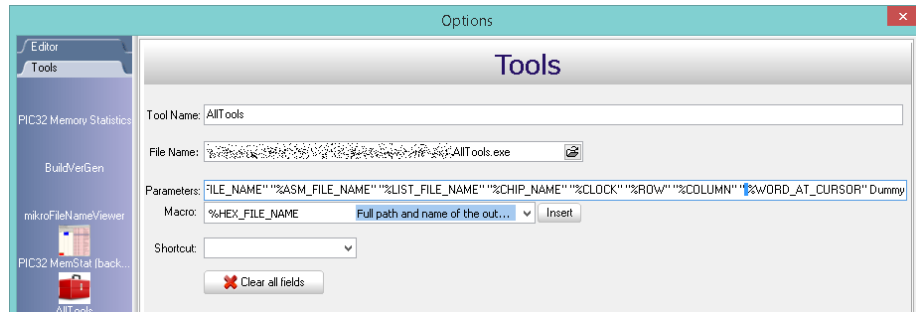 Options
Editor
Tools
PIC32 Memory Statistics
BuildVerGen
mikroFileNameViewer
PIC32 MemStat (back...
AllTools
Tools
Tool Name: AllTools
File Name: AllTools.exe
Parameters: FILE_NAME" "%ASM_FILE_NAME" "%LIST_FILE_NAME" "%CHIP_NAME" "%CLOCK" "%ROW" "%COLUMN" "%WORD_AT_CURSOR" Dummy
Macro: %HEX_FILE_NAME Full path and name of the out... Insert
Shortcut:
Clear all fields